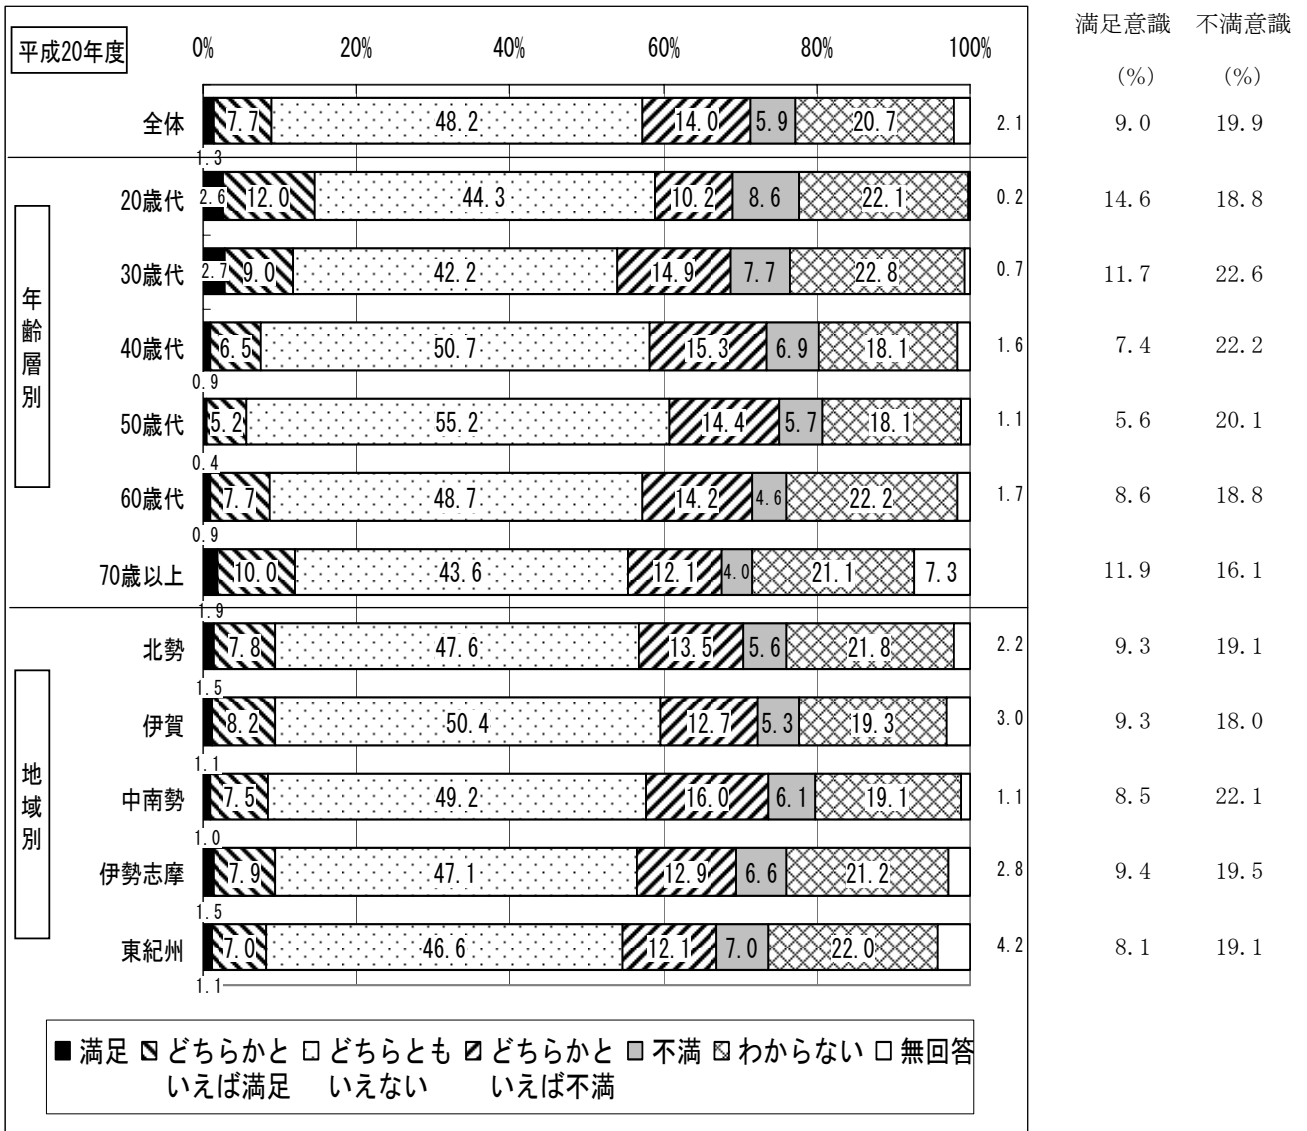 満足意識 不満意識
平成20年度 0% 20% 40% 60% 80% 100%
(%) (%)
全体 7.7 48.2 14.0 5.9 20.7 2.1 9.0 19.9
1.3
20歳代 2.6 12.0 44.3 10.2 8.6 22.1 0.2 14.6 18.8
30歳代 2.7 9.0 42.2 14.9 7.7 22.8 0.7 11.7 22.6
年齢層別
40歳代 6.5 50.7 15.3 6.9 18.1 1.6 7.4 22.2
0.9
50歳代 5.2 55.2 14.4 5.7 18.1 1.1 5.6 20.1
0.4
60歳代 7.7 48.7 14.2 4.6 22.2 1.7 8.6 18.8
0.9
70歳以上 10.0 43.6 12.1 4.0 21.1 7.3 11.9 16.1
1.9
北勢 7.8 47.6 13.5 5.6 21.8 2.2 9.3 19.1
1.5
伊賀 8.2 50.4 12.7 5.3 19.3 3.0 9.3 18.0
1.1
地域別
中南勢 7.5 49.2 16.0 6.1 19.1 1.1 8.5 22.1
1.0
伊勢志摩 7.9 47.1 12.9 6.6 21.2 2.8 9.4 19.5
1.5
東紀州 7.0 46.6 12.1 7.0 22.0 4.2 8.1 19.1
1.1
満足 どちらかと どちらとも どちらかと 不満 わからない 無回答
いえば満足 いえない いえば不満